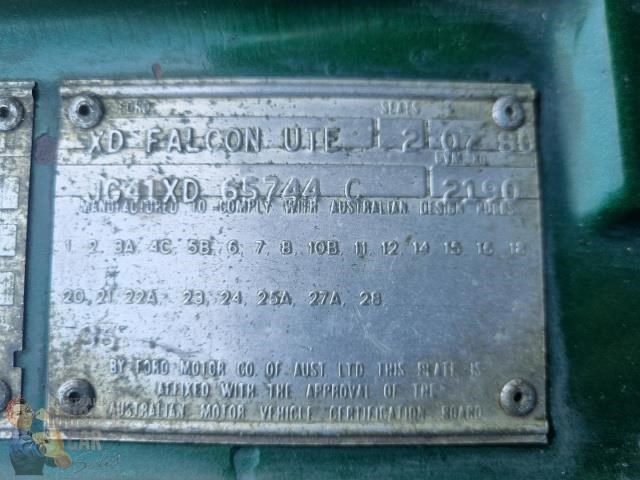 FORD SEATS
XD FALCON UTE 2 07 80
JG41XD 65744 C 2190
MANUFACTURED TO COMPLY WITH AUSTRALIAN DESIGN RULES
1, 2, 3A, 4C, 5B, 6, 7, 8, 10B, 11, 12, 14, 15, 16, 18
20, 21, 22A, 23, 24, 25A, 27A, 28
35
BY FORD MOTOR CO. OF AUST. LTD. THIS PLATE IS
AFFIXED WITH THE APPROVAL OF THE
AUSTRALIAN MOTOR VEHICLE CERTIFICATION BOARD.